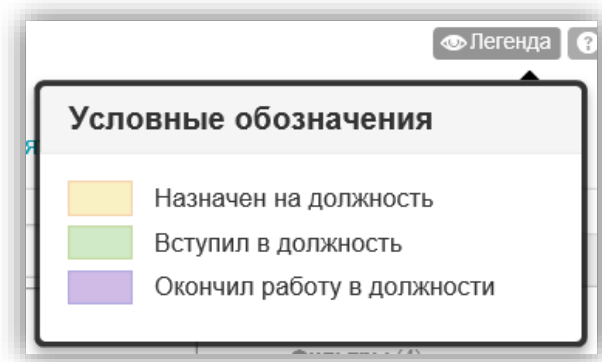 Легенда
Условные обозначения
я
Назначен на должность
Вступил в должность
Окончил работу в должности